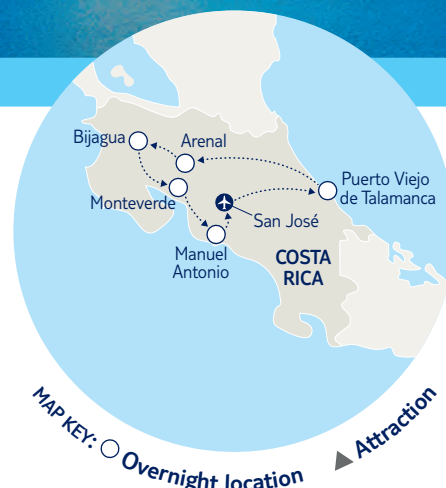 Bijagua
Arenal
Monteverde
Puerto Viejo
de Talamanca
San José
Manuel
Antonio
COSTA
RICA
MAP KEY: Overnight location Attraction